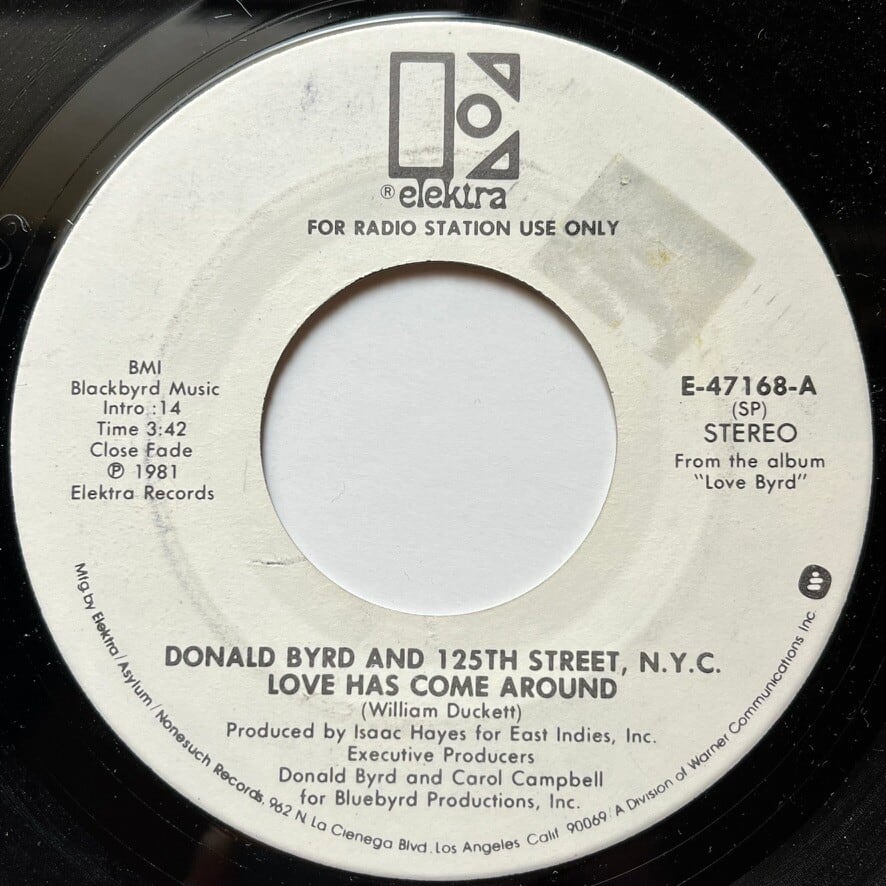 ® elektra
FOR RADIO STATION USE ONLY
BMI
Blackbyrd Music
Intro :14
Time 3:42
Close Fade
℗ 1981
Elektra Records
E-47168-A
(SP)
STEREO
From the album
"Love Byrd"
DONALD BYRD AND 125TH STREET, N.Y.C.
LOVE HAS COME AROUND
(William Duckett)
Produced by Isaac Hayes for East Indies, Inc.
Executive Producers
Donald Byrd and Carol Campbell
for Bluebyrd Productions, Inc.
Mfg by Elektra / Asylum / Nonesuch Records, 962 N. La Cienega Blvd. Los Angeles Calif 90069 / A Division of Warner Communications Inc